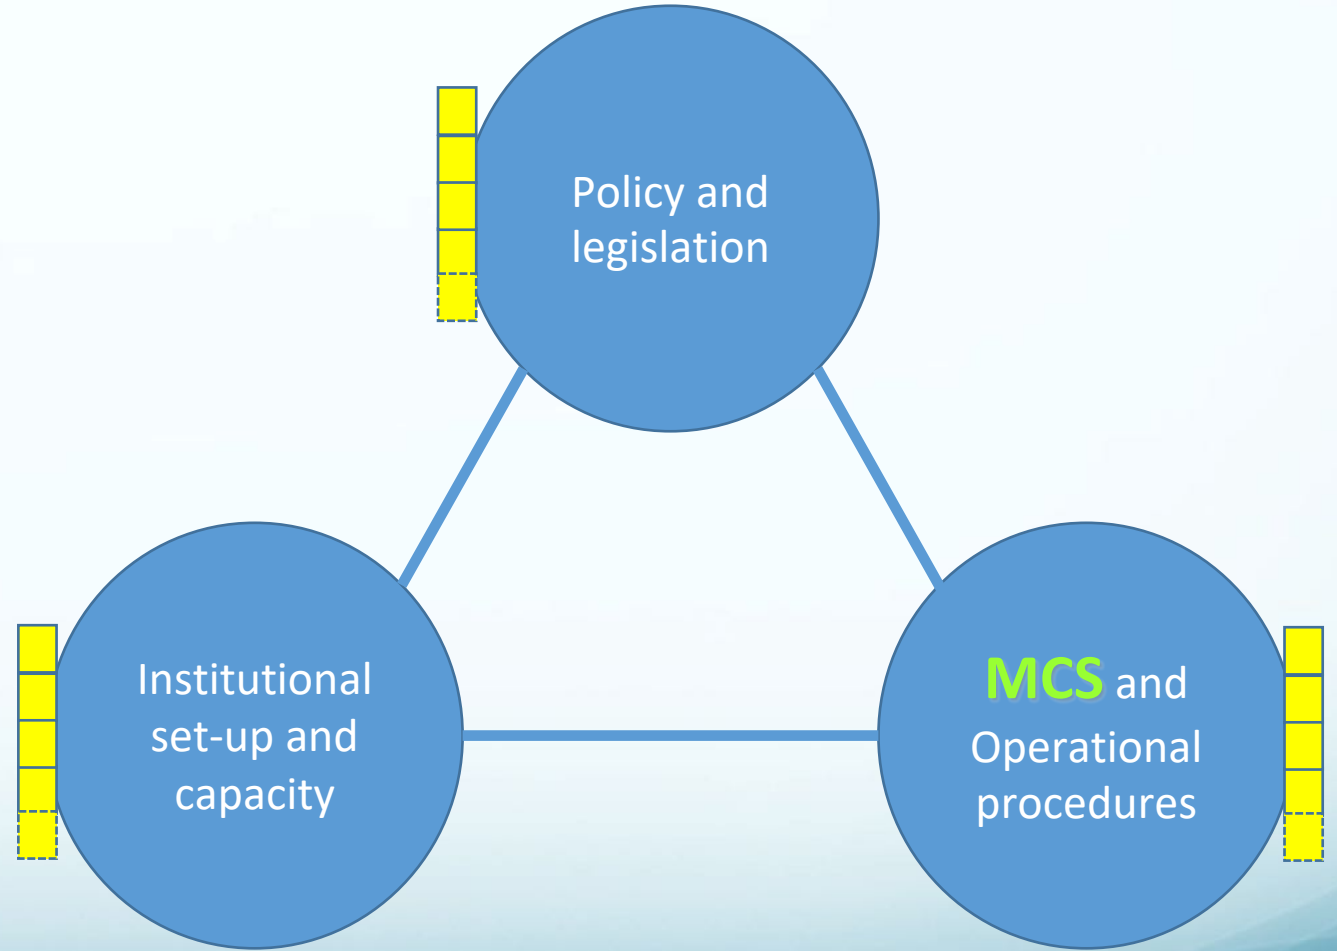 Policy and
legislation
Institutional
set-up and
capacity
MCS and
Operational
procedures